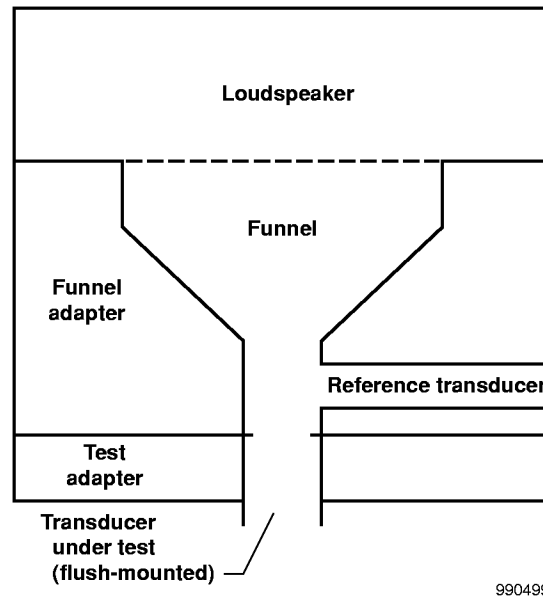 Loudspeaker
Funnel
Funnel
adapter
Reference transducer
Test
adapter
Transducer
under test
(flush-mounted)
990499